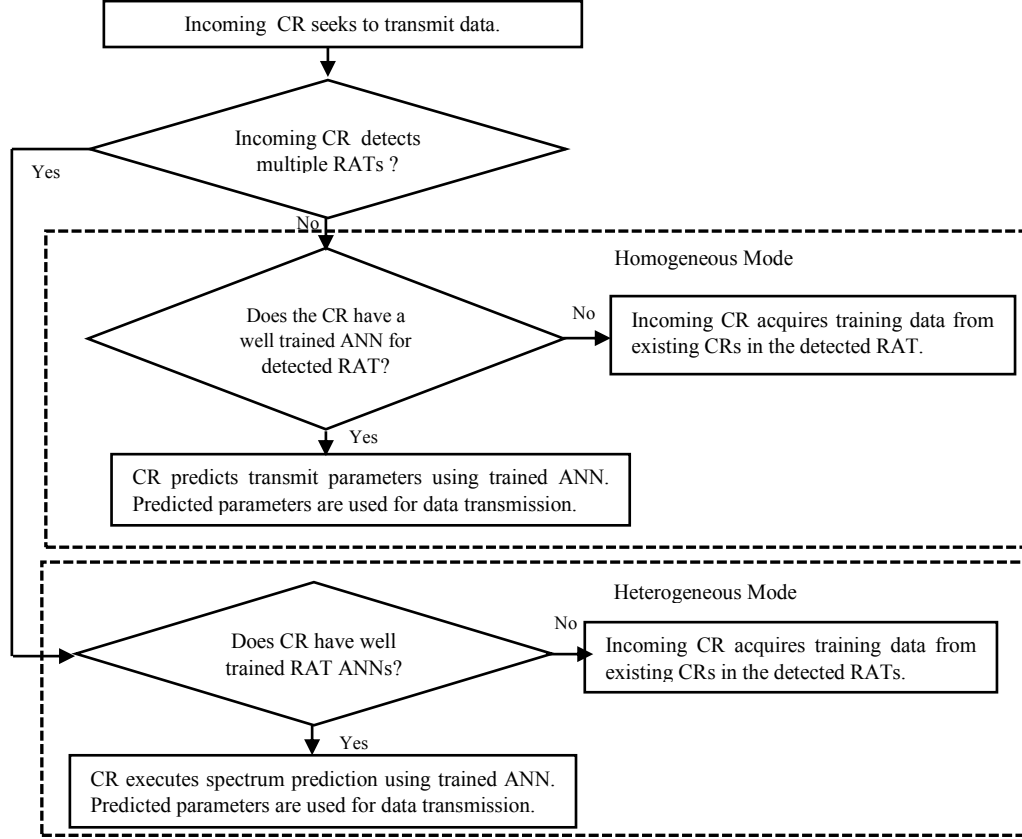 Incoming CR seeks to transmit data.
Incoming CR detects
multiple RATs ?
Yes
No
Homogeneous Mode
Does the CR have a
well trained ANN for
detected RAT?
No
Incoming CR acquires training data from
existing CRs in the detected RAT.
Yes
CR predicts transmit parameters using trained ANN.
Predicted parameters are used for data transmission.
Heterogeneous Mode
Does CR have well
trained RAT ANNs?
No
Incoming CR acquires training data from
existing CRs in the detected RATs.
Yes
CR executes spectrum prediction using trained ANN.
Predicted parameters are used for data transmission.